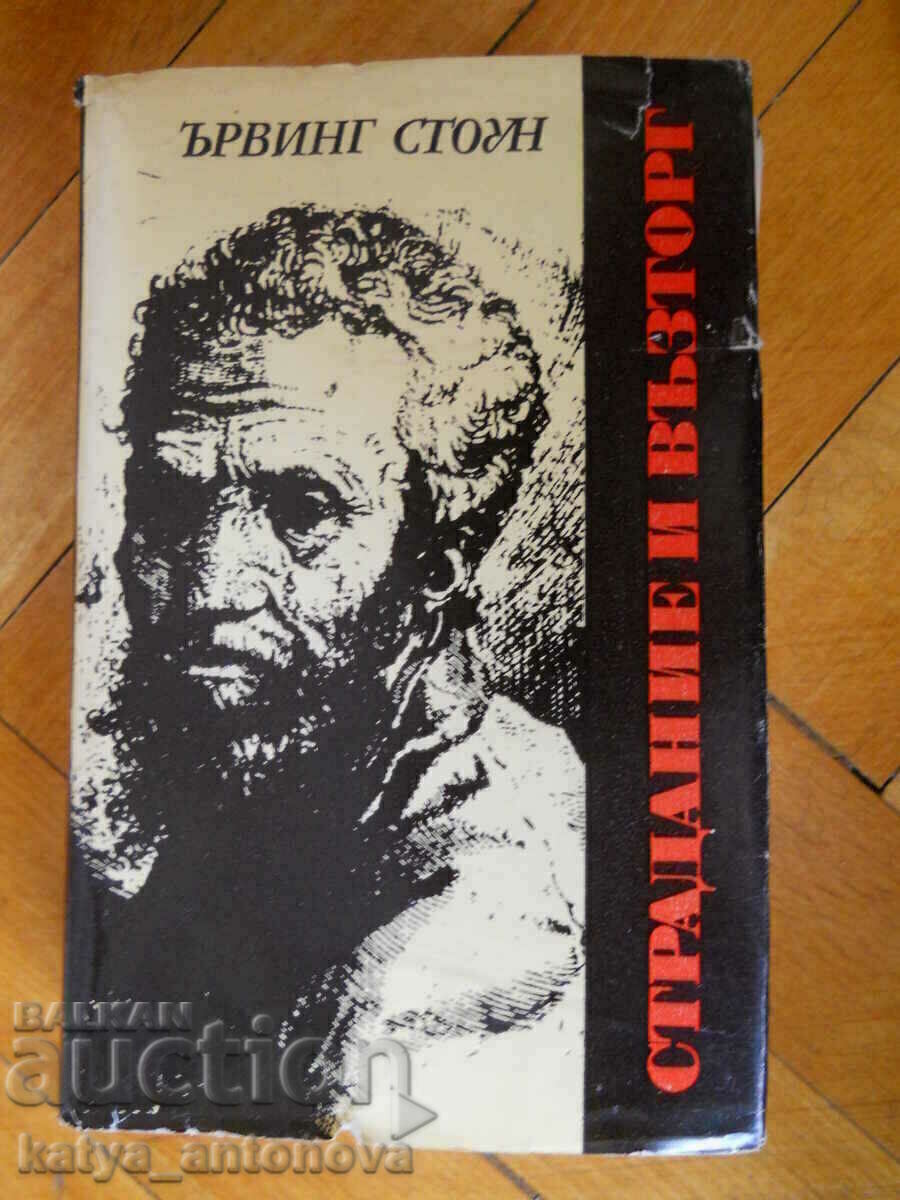 ЪРВИНГ СТОУН
СТРАДАНИЕ И ВЪЗТОРГ
BALKAN
auction
katya_antonova